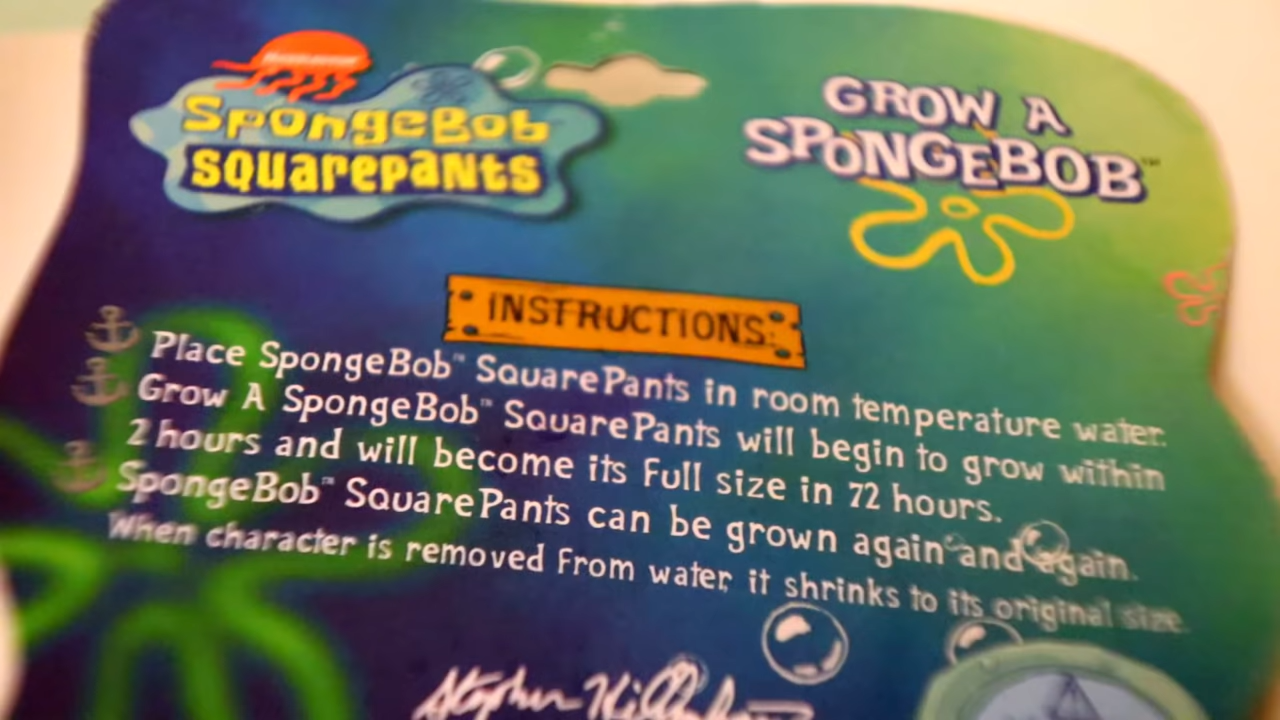 SpongeBob
SQUAREPANTS
GROW A
SPONGEBOB™
INSTRUCTIONS:
Place SpongeBob™ SquarePants in room temperature water.
Grow A SpongeBob™ SquarePants will begin to grow within
2 hours and will become its full size in 72 hours.
SpongeBob™ SquarePants can be grown again and again.
When character is removed from water, it shrinks to its original size.
Stephen Hillenburg